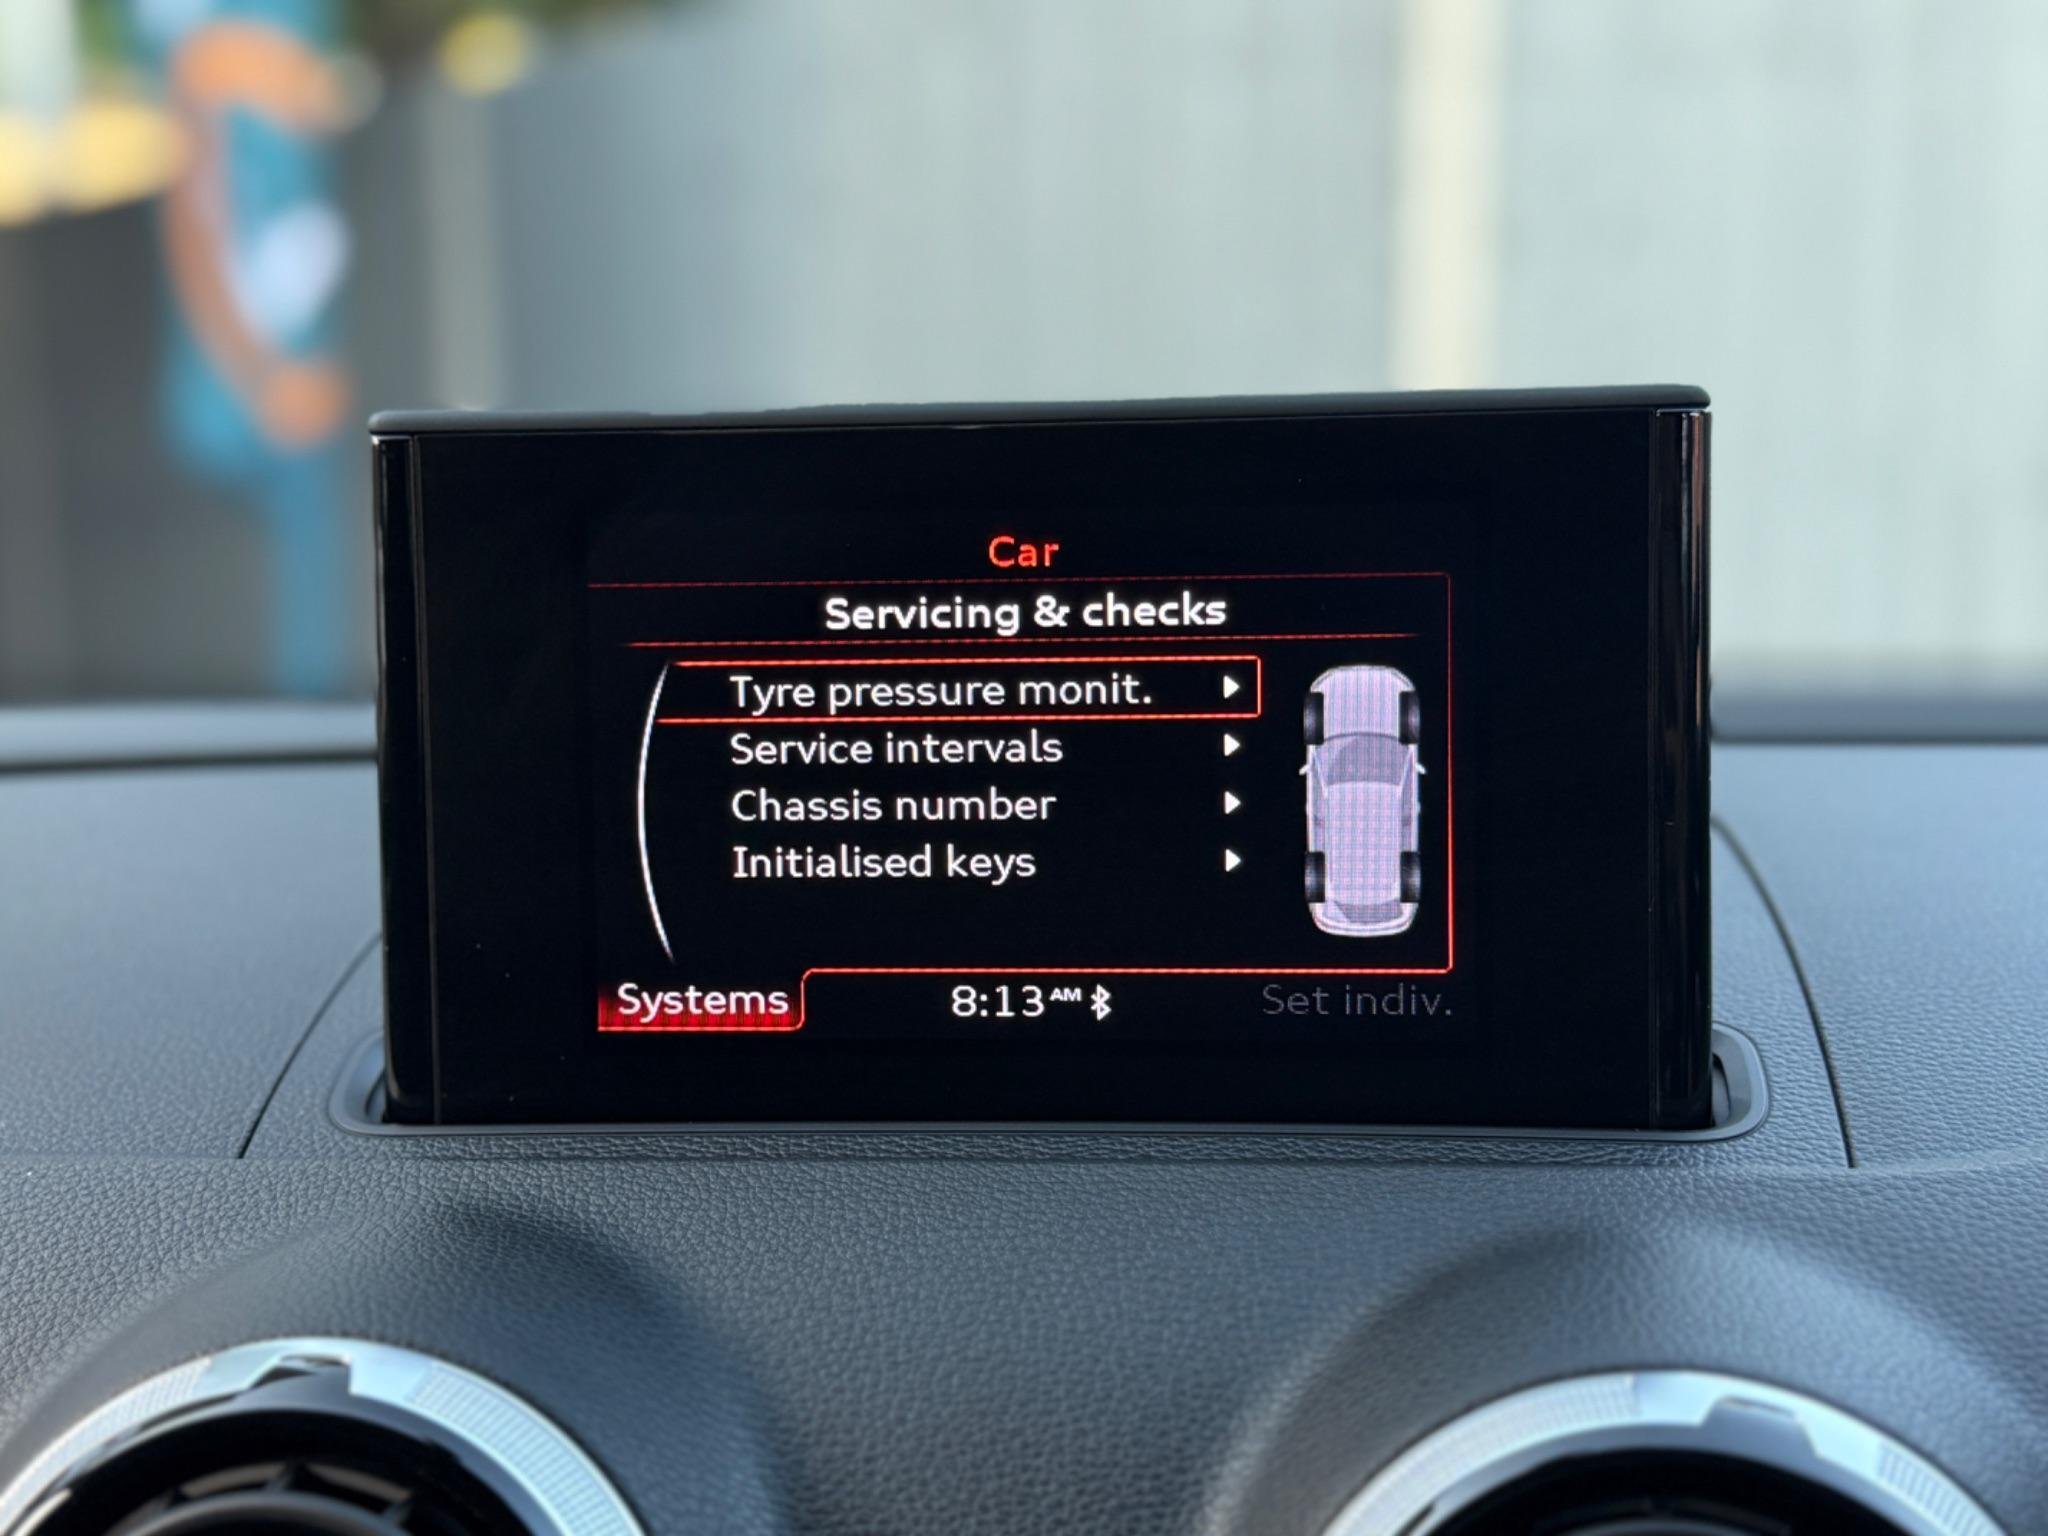 Car
Servicing & checks
Tyre pressure monit.
Service intervals
Chassis number
Initialised keys
Systems
8:13 AM
Set indiv.